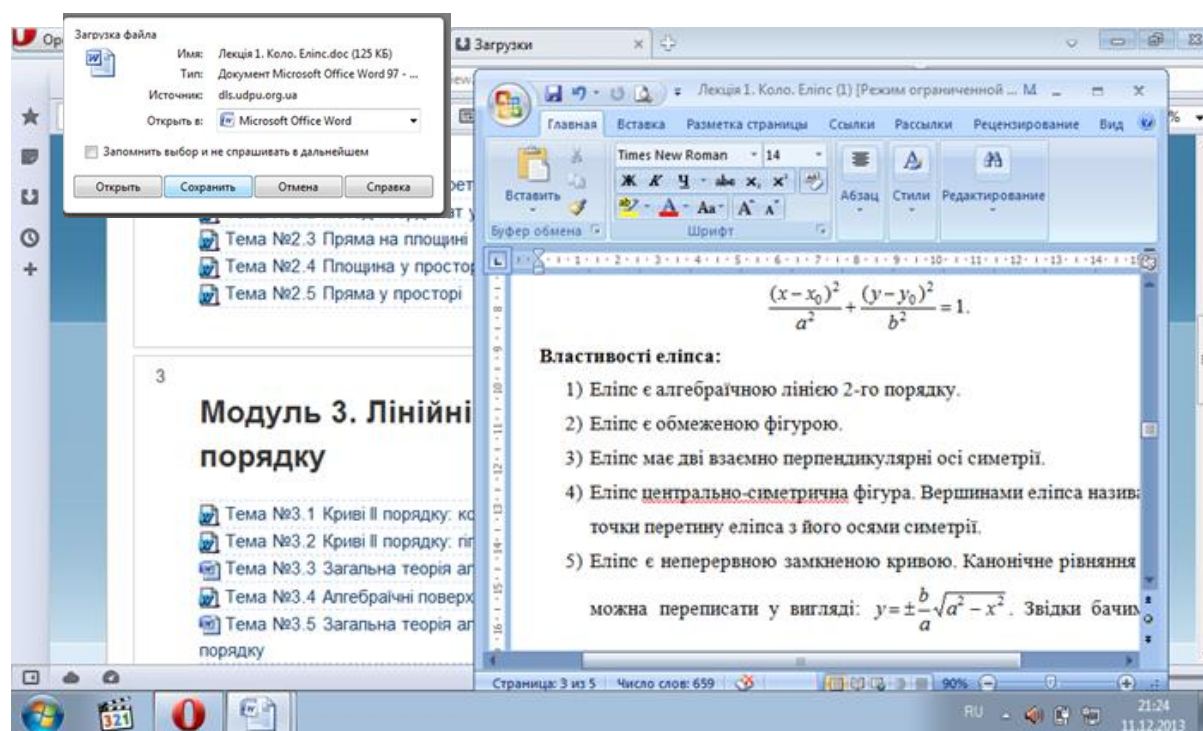 Загрузка файла
Имя: Лекція 1. Коло. Еліпс.doc (125 КБ)
Тип: Документ Microsoft Office Word 97 - ...
Источник: dls.udpu.org.ua
Открыть в: Microsoft Office Word
Запомнить выбор и не спрашивать в дальнейшем
Открыть Сохранить Отмена Справка
Загрузки
Тема №2.3 Пряма на площині
Тема №2.4 Площина у простор
Тема №2.5 Пряма у просторі
3
Модуль 3. Лінійні
порядку
Тема №3.1 Криві ІІ порядку: ко
Тема №3.2 Криві ІІ порядку: гіп
Тема №3.3 Загальна теорія ал
Тема №3.4 Алгебраїчні поверх
Тема №3.5 Загальна теорія ал
порядку
Лекція 1. Коло. Еліпс (1) [Режим ограниченной ... M
Главная Вставка Разметка страницы Ссылки Рассылки Рецензирование Вид
Вставить
Буфер обмена
Times New Roman 14
Ж К Ч abe x₂ x²
Aa A A
Шрифт
Абзац Стили Редактирование
(x − x₀)²/a² + (y − y₀)²/b² = 1.
Властивості еліпса:
1) Еліпс є алгебраїчною лінією 2-го порядку.
2) Еліпс є обмеженою фігурою.
3) Еліпс має дві взаємно перпендикулярні осі симетрії.
4) Еліпс центрально-симетрична фігура. Вершинами еліпса назива
точки перетину еліпса з його осями симетрії.
5) Еліпс є неперервною замкненою кривою. Канонічне рівняння
можна переписати у вигляді: y = ± b/a √(a² − x²). Звідки бачим
Страница: 3 из 5 Число слов: 659 90%
321
RU
21:24
11.12.2013